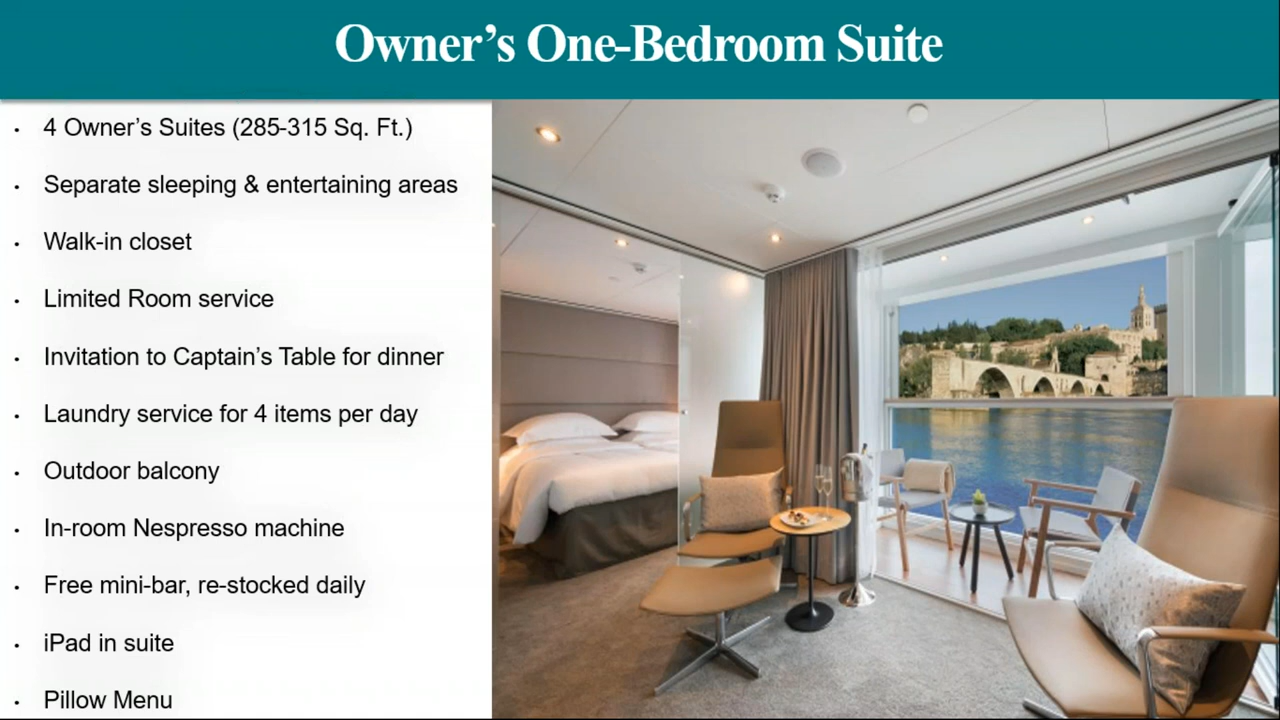 Owner’s One-Bedroom Suite
• 4 Owner’s Suites (285-315 Sq. Ft.)
• Separate sleeping & entertaining areas
• Walk-in closet
• Limited Room service
• Invitation to Captain’s Table for dinner
• Laundry service for 4 items per day
• Outdoor balcony
• In-room Nespresso machine
• Free mini-bar, re-stocked daily
• iPad in suite
• Pillow Menu